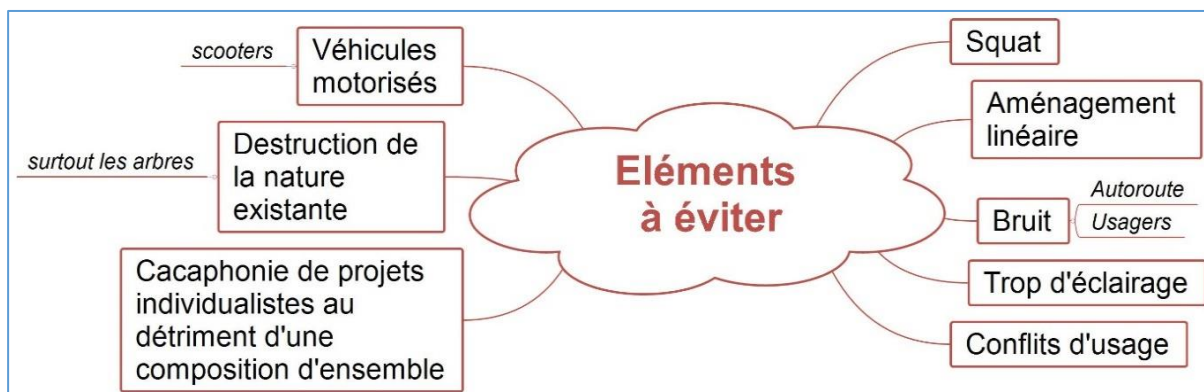 Eléments
à éviter
scooters
Véhicules
motorisés
surtout les arbres
Destruction de
la nature
existante
Cacaphonie de projets
individualistes au
détriment d'une
composition d'ensemble
Squat
Aménagement
linéaire
Bruit
Autoroute
Usagers
Trop d'éclairage
Conflits d'usage